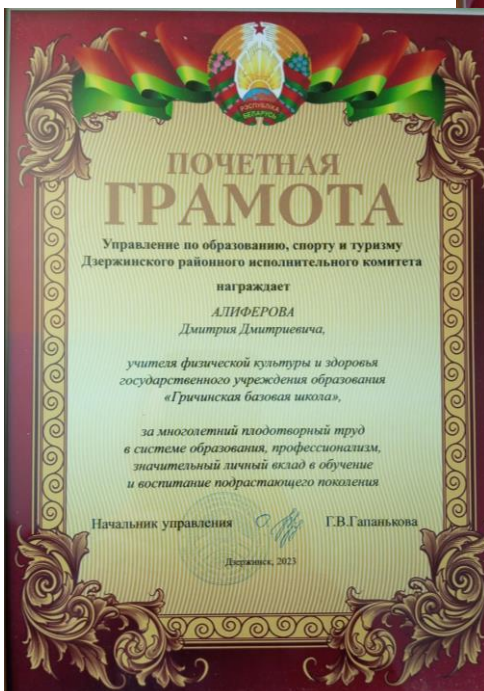 РЭСПУБЛІКА
БЕЛАРУСЬ
ПОЧЕТНАЯ
ГРАМОТА
Управление по образованию, спорту и туризму
Дзержинского районного исполнительного комитета
награждает
АЛИФЕРОВА
Дмитрия Дмитриевича,
учителя физической культуры и здоровья
государственного учреждения образования
«Гричинская базовая школа»,
за многолетний плодотворный труд
в системе образования, профессионализм,
значительный личный вклад в обучение
и воспитание подрастающего поколения
Начальник управления Г.В.Гапанькова
Дзержинск, 2023